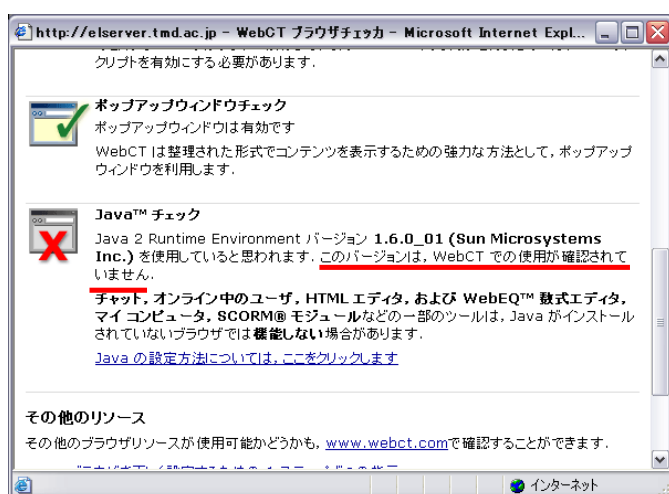 http://elserver.tmd.ac.jp - WebCT ブラウザチェッカ - Microsoft Internet Expl...
クリプトを有効にする必要があります.
ポップアップウィンドウチェック
ポップアップウィンドウは有効です
WebCT は整理された形式でコンテンツを表示するための強力な方法として, ポップアップ
ウィンドウを利用します.
Java™ チェック
Java 2 Runtime Environment バージョン 1.6.0_01 (Sun Microsystems
Inc.) を使用していると思われます. このバージョンは, WebCT での使用が確認されて
いません.
チャット, オンライン中のユーザ, HTML エディタ, および WebEQ™ 数式エディタ,
マイ コンピュータ, SCORM® モジュールなどの一部のツールは, Java がインストール
されていないブラウザでは機能しない場合があります.
Java の設定方法については, ここをクリックします
その他のリソース
その他のブラウザリソースが使用可能かどうかも, www.webct.comで確認することができます.
インターネット